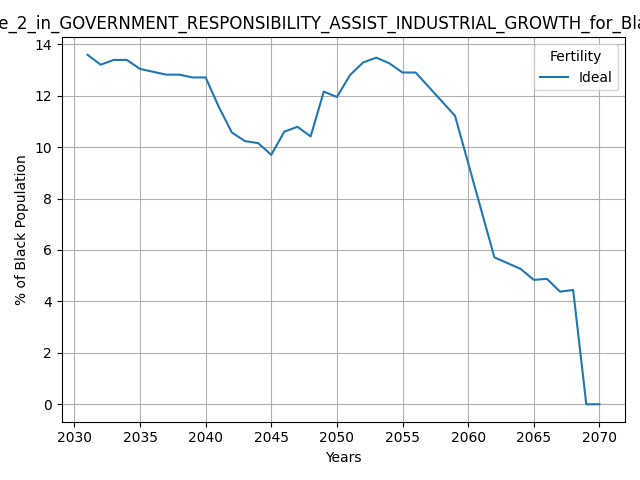 e_2_in_GOVERNMENT_RESPONSIBILITY_ASSIST_INDUSTRIAL_GROWTH_for_Bla
Fertility
Ideal
% of Black Population
14
12
10
8
6
4
2
0
2030 2035 2040 2045 2050 2055 2060 2065 2070
Years